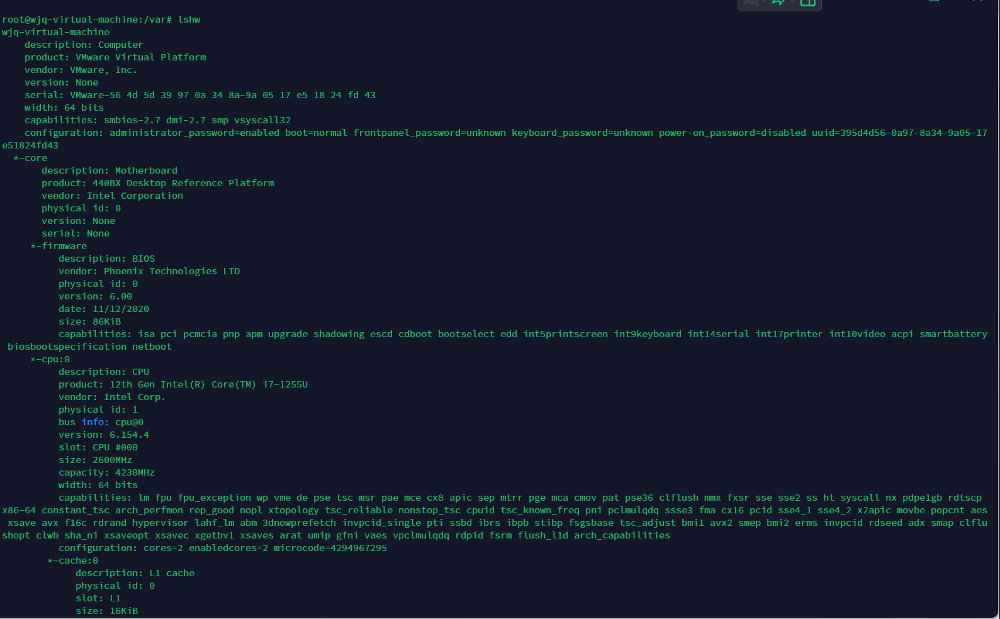 root@wjq-virtual-machine:/var# lshw
wjq-virtual-machine
    description: Computer
    product: VMware Virtual Platform
    vendor: VMware, Inc.
    version: None
    serial: VMware-56 4d 5d 39 97 0a 34 8a-9a 05 17 e5 18 24 fd 43
    width: 64 bits
    capabilities: smbios-2.7 dmi-2.7 smp vsyscall32
    configuration: administrator_password=enabled boot=normal frontpanel_password=unknown keyboard_password=unknown power-on_password=disabled uuid=395d4d56-0a97-8a34-9a05-17
e51824fd43
  *-core
       description: Motherboard
       product: 440BX Desktop Reference Platform
       vendor: Intel Corporation
       physical id: 0
       version: None
       serial: None
     *-firmware
          description: BIOS
          vendor: Phoenix Technologies LTD
          physical id: 0
          version: 6.00
          date: 11/12/2020
          size: 86KiB
          capabilities: isa pci pcmcia pnp apm upgrade shadowing escd cdboot bootselect edd int5printscreen int9keyboard int14serial int17printer int10video acpi smartbattery
 biosbootspecification netboot
     *-cpu:0
          description: CPU
          product: 12th Gen Intel(R) Core(TM) i7-1255U
          vendor: Intel Corp.
          physical id: 1
          bus info: cpu@0
          version: 6.154.4
          slot: CPU #000
          size: 2600MHz
          capacity: 4230MHz
          width: 64 bits
          capabilities: lm fpu fpu_exception wp vme de pse tsc msr pae mce cx8 apic sep mtrr pge mca cmov pat pse36 clflush mmx fxsr sse sse2 ss ht syscall nx pdpe1gb rdtscp
x86-64 constant_tsc arch_perfmon rep_good nopl xtopology tsc_reliable nonstop_tsc cpuid tsc_known_freq pni pclmulqdq ssse3 fma cx16 pcid sse4_1 sse4_2 x2apic movbe popcnt aes
 xsave avx f16c rdrand hypervisor lahf_lm abm 3dnowprefetch invpcid_single pti ssbd ibrs ibpb stibp fsgsbase tsc_adjust bmi1 avx2 smep bmi2 erms invpcid rdseed adx smap clflu
shopt clwb sha_ni xsaveopt xsavec xgetbv1 xsaves arat umip gfni vaes vpclmulqdq rdpid fsrm flush_l1d arch_capabilities
          configuration: cores=2 enabledcores=2 microcode=4294967295
        *-cache:0
             description: L1 cache
             physical id: 0
             slot: L1
             size: 16KiB